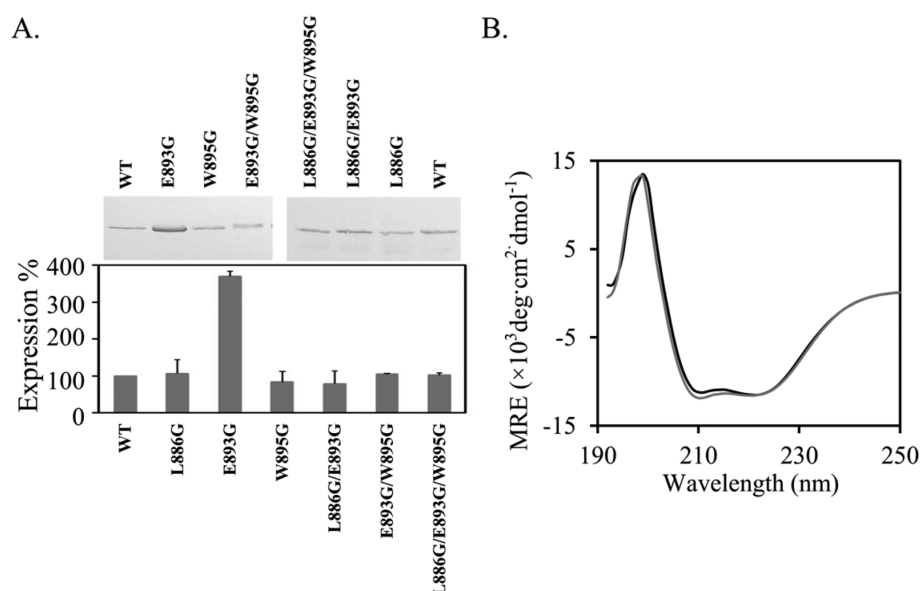 A.
WT
E893G
W895G
E893G/W895G
L886G/E893G/W895G
L886G/E893G
L886G
WT
Expression %
400
300
200
100
0
WT
L886G
E893G
W895G
L886G/E893G
E893G/W895G
L886G/E893G/W895G
B.
MRE (×10³deg·cm²·dmol⁻¹)
15
5
-5
-15
190
210
230
250
Wavelength (nm)